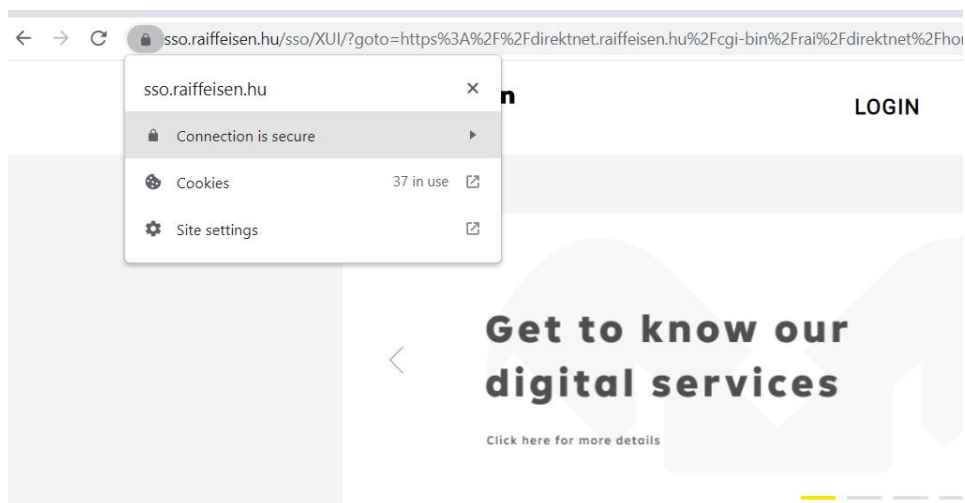 sso.raiffeisen.hu/sso/XUI/?goto=https%3A%2F%2Fdirektnet.raiffeisen.hu%2Fcgi-bin%2Frai%2Fdirektnet%2Fhor
sso.raiffeisen.hu
n
LOGIN
Connection is secure
Cookies 37 in use
Site settings
Get to know our
digital services
Click here for more details